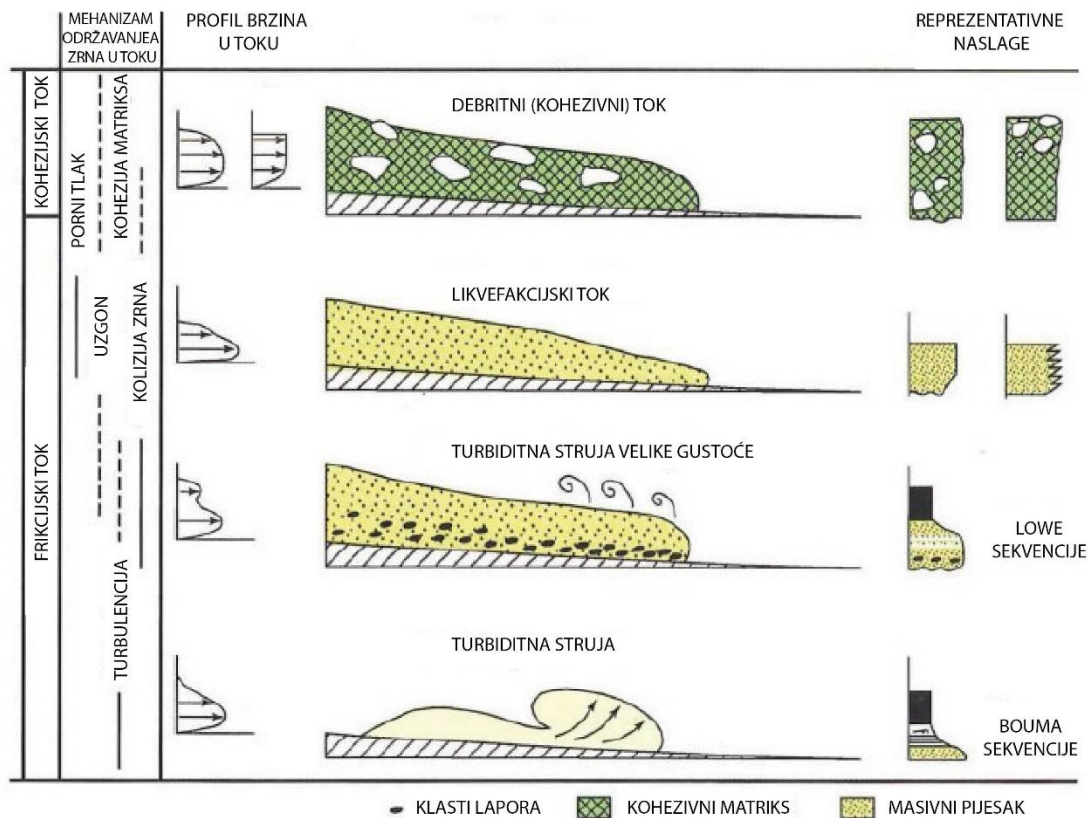 MEHANIZAM
ODRŽAVANJEA
ZRNA U TOKU
PROFIL BRZINA
U TOKU
REPREZENTATIVNE
NASLAGE
KOHEZIJSKI TOK
PORNI TLAK
KOHEZIJA MATRIKSA
DEBRITNI (KOHEZIVNI) TOK
FRIKCIJSKI TOK
UZGON
KOLIZIJA ZRNA
LIKVEFAKCIJSKI TOK
TURBIDITNA STRUJA VELIKE GUSTOĆE
LOWE
SEKVENCIJE
TURBULENCIJA
TURBIDITNA STRUJA
BOUMA
SEKVENCIJE
KLASTI LAPORA
KOHEZIVNI MATRIKS
MASIVNI PIJESAK